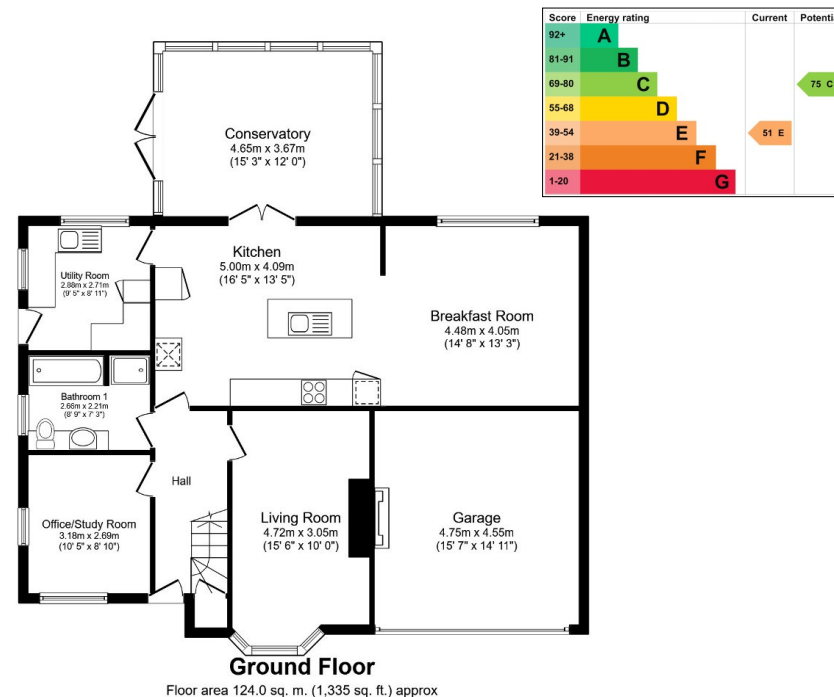 Score Energy rating Current Potenti
92+ A
81-91 B
69-80 C 75 C
55-68 D
39-54 E 51 E
21-38 F
1-20 G
Conservatory
4.65m x 3.67m
(15' 3" x 12' 0")
Utility Room
2.88m x 2.71m
(9' 5" x 8' 11")
Kitchen
5.00m x 4.09m
(16' 5" x 13' 5")
Breakfast Room
4.48m x 4.05m
(14' 8" x 13' 3")
Bathroom 1
2.66m x 2.21m
(8' 9" x 7' 3")
Hall
Office/Study Room
3.18m x 2.69m
(10' 5" x 8' 10")
Living Room
4.72m x 3.05m
(15' 6" x 10' 0")
Garage
4.75m x 4.55m
(15' 7" x 14' 11")
Ground Floor
Floor area 124.0 sq. m. (1,335 sq. ft.) approx